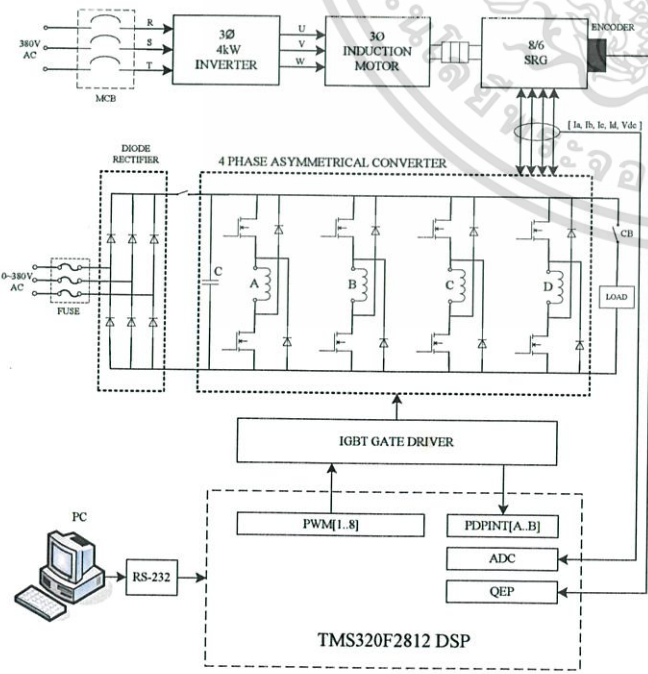 380V
AC
R
S
T
MCB
3Ø
4kW
INVERTER
U
V
W
3Ø
INDUCTION
MOTOR
8/6
SRG
ENCODER
[ Ia, Ib, Ic, Id, Vdc ]
DIODE
RECTIFIER
4 PHASE ASYMMETRICAL CONVERTER
0~380V
AC
FUSE
C
A
B
C
D
CB
LOAD
IGBT GATE DRIVER
PWM[1..8]
PDPINT[A..B]
ADC
QEP
PC
RS-232
TMS320F2812 DSP